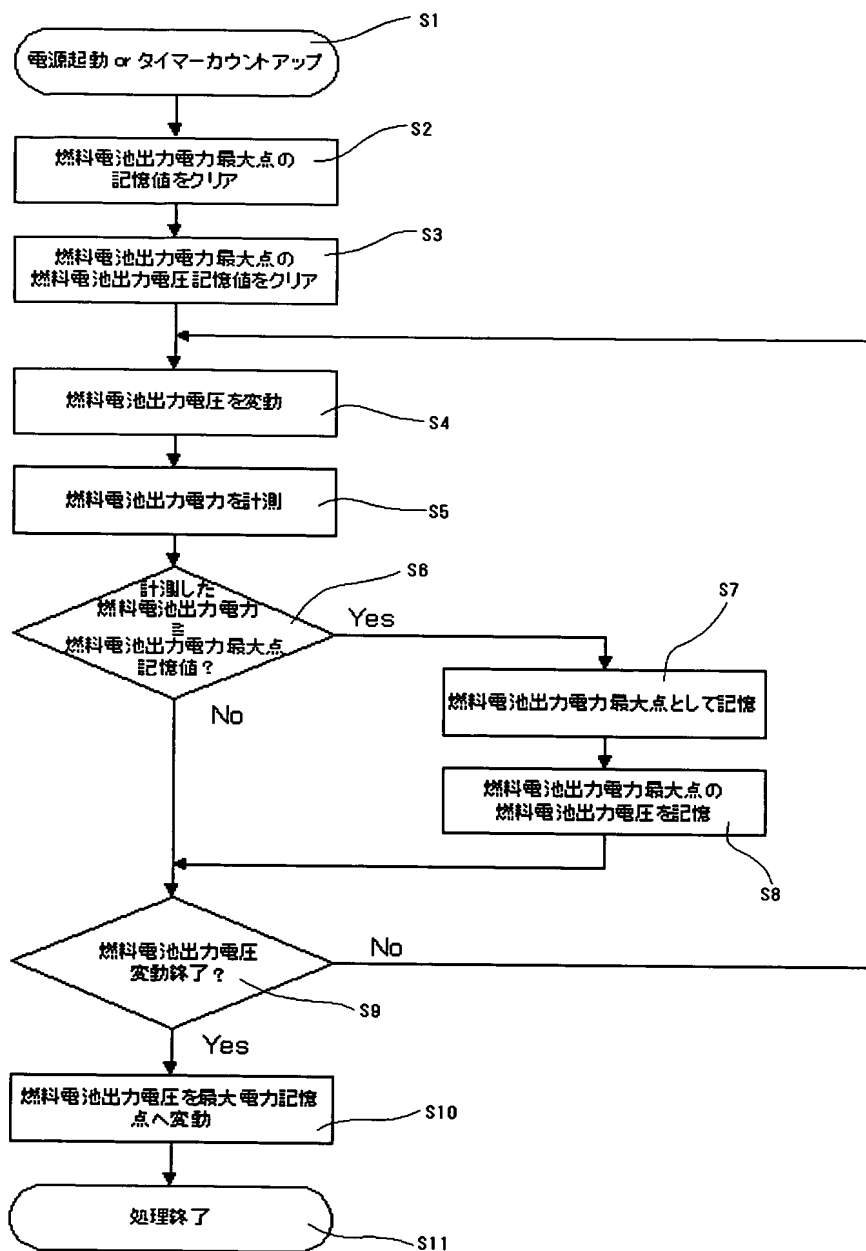 S1
電源起動 or タイマーカウントアップ
S2
燃料電池出力電力最大点の
記憶値をクリア
S3
燃料電池出力電力最大点の
燃料電池出力電圧記憶値をクリア
燃料電池出力電圧を変動
S4
燃料電池出力電力を計測
S5
S6
計測した
燃料電池出力電力
≧
燃料電池出力電力最大点
記憶値?
Yes
No
S7
燃料電池出力電力最大点として記憶
燃料電池出力電力最大点の
燃料電池出力電圧を記憶
S8
燃料電池出力電圧
変動終了?
No
S9
Yes
燃料電池出力電圧を最大電力記憶
点へ変動
S10
処理終了
S11